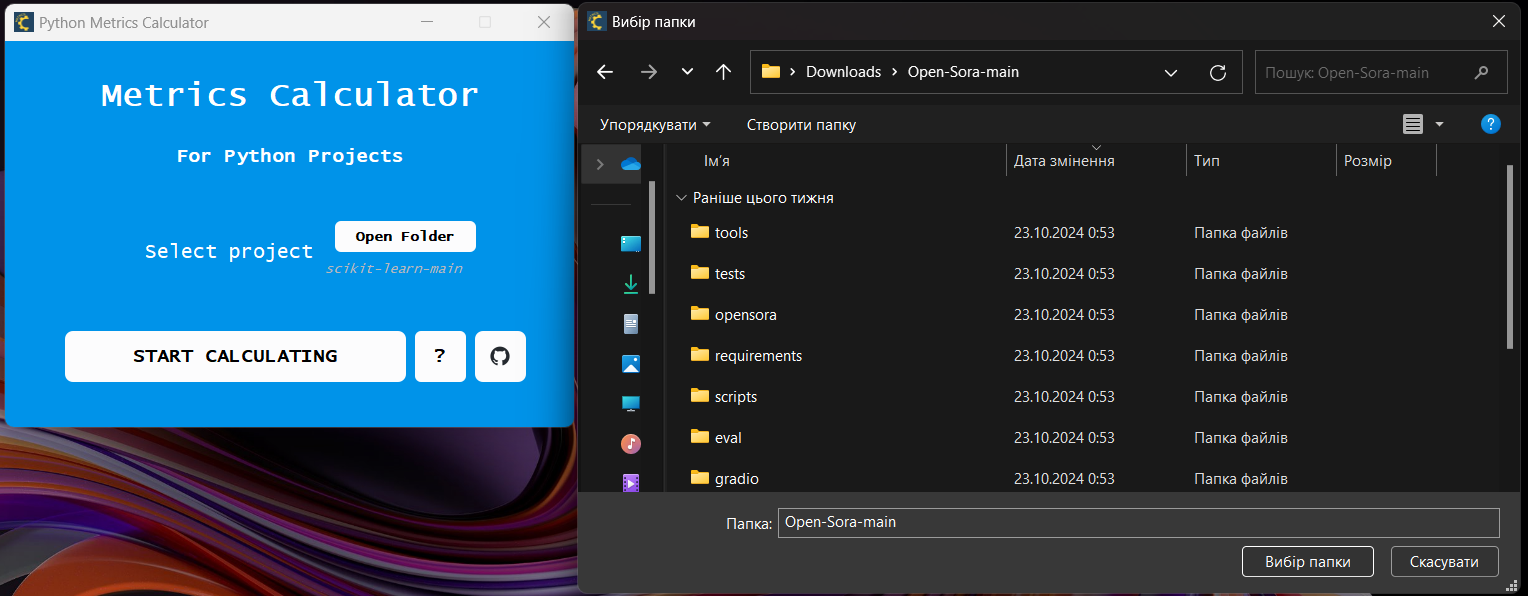 Python Metrics Calculator
Metrics Calculator
For Python Projects
Select project
Open Folder
scikit-learn-main
START CALCULATING
?
Вибір папки
Downloads
Open-Sora-main
Пошук: Open-Sora-main
Упорядкувати
Створити папку
?
Ім'я Дата змінення Тип Розмір
Раніше цього тижня
tools 23.10.2024 0:53 Папка файлів
tests 23.10.2024 0:53 Папка файлів
opensora 23.10.2024 0:53 Папка файлів
requirements 23.10.2024 0:53 Папка файлів
scripts 23.10.2024 0:53 Папка файлів
eval 23.10.2024 0:53 Папка файлів
gradio 23.10.2024 0:53 Папка файлів
Папка: Open-Sora-main
Вибір папки
Скасувати